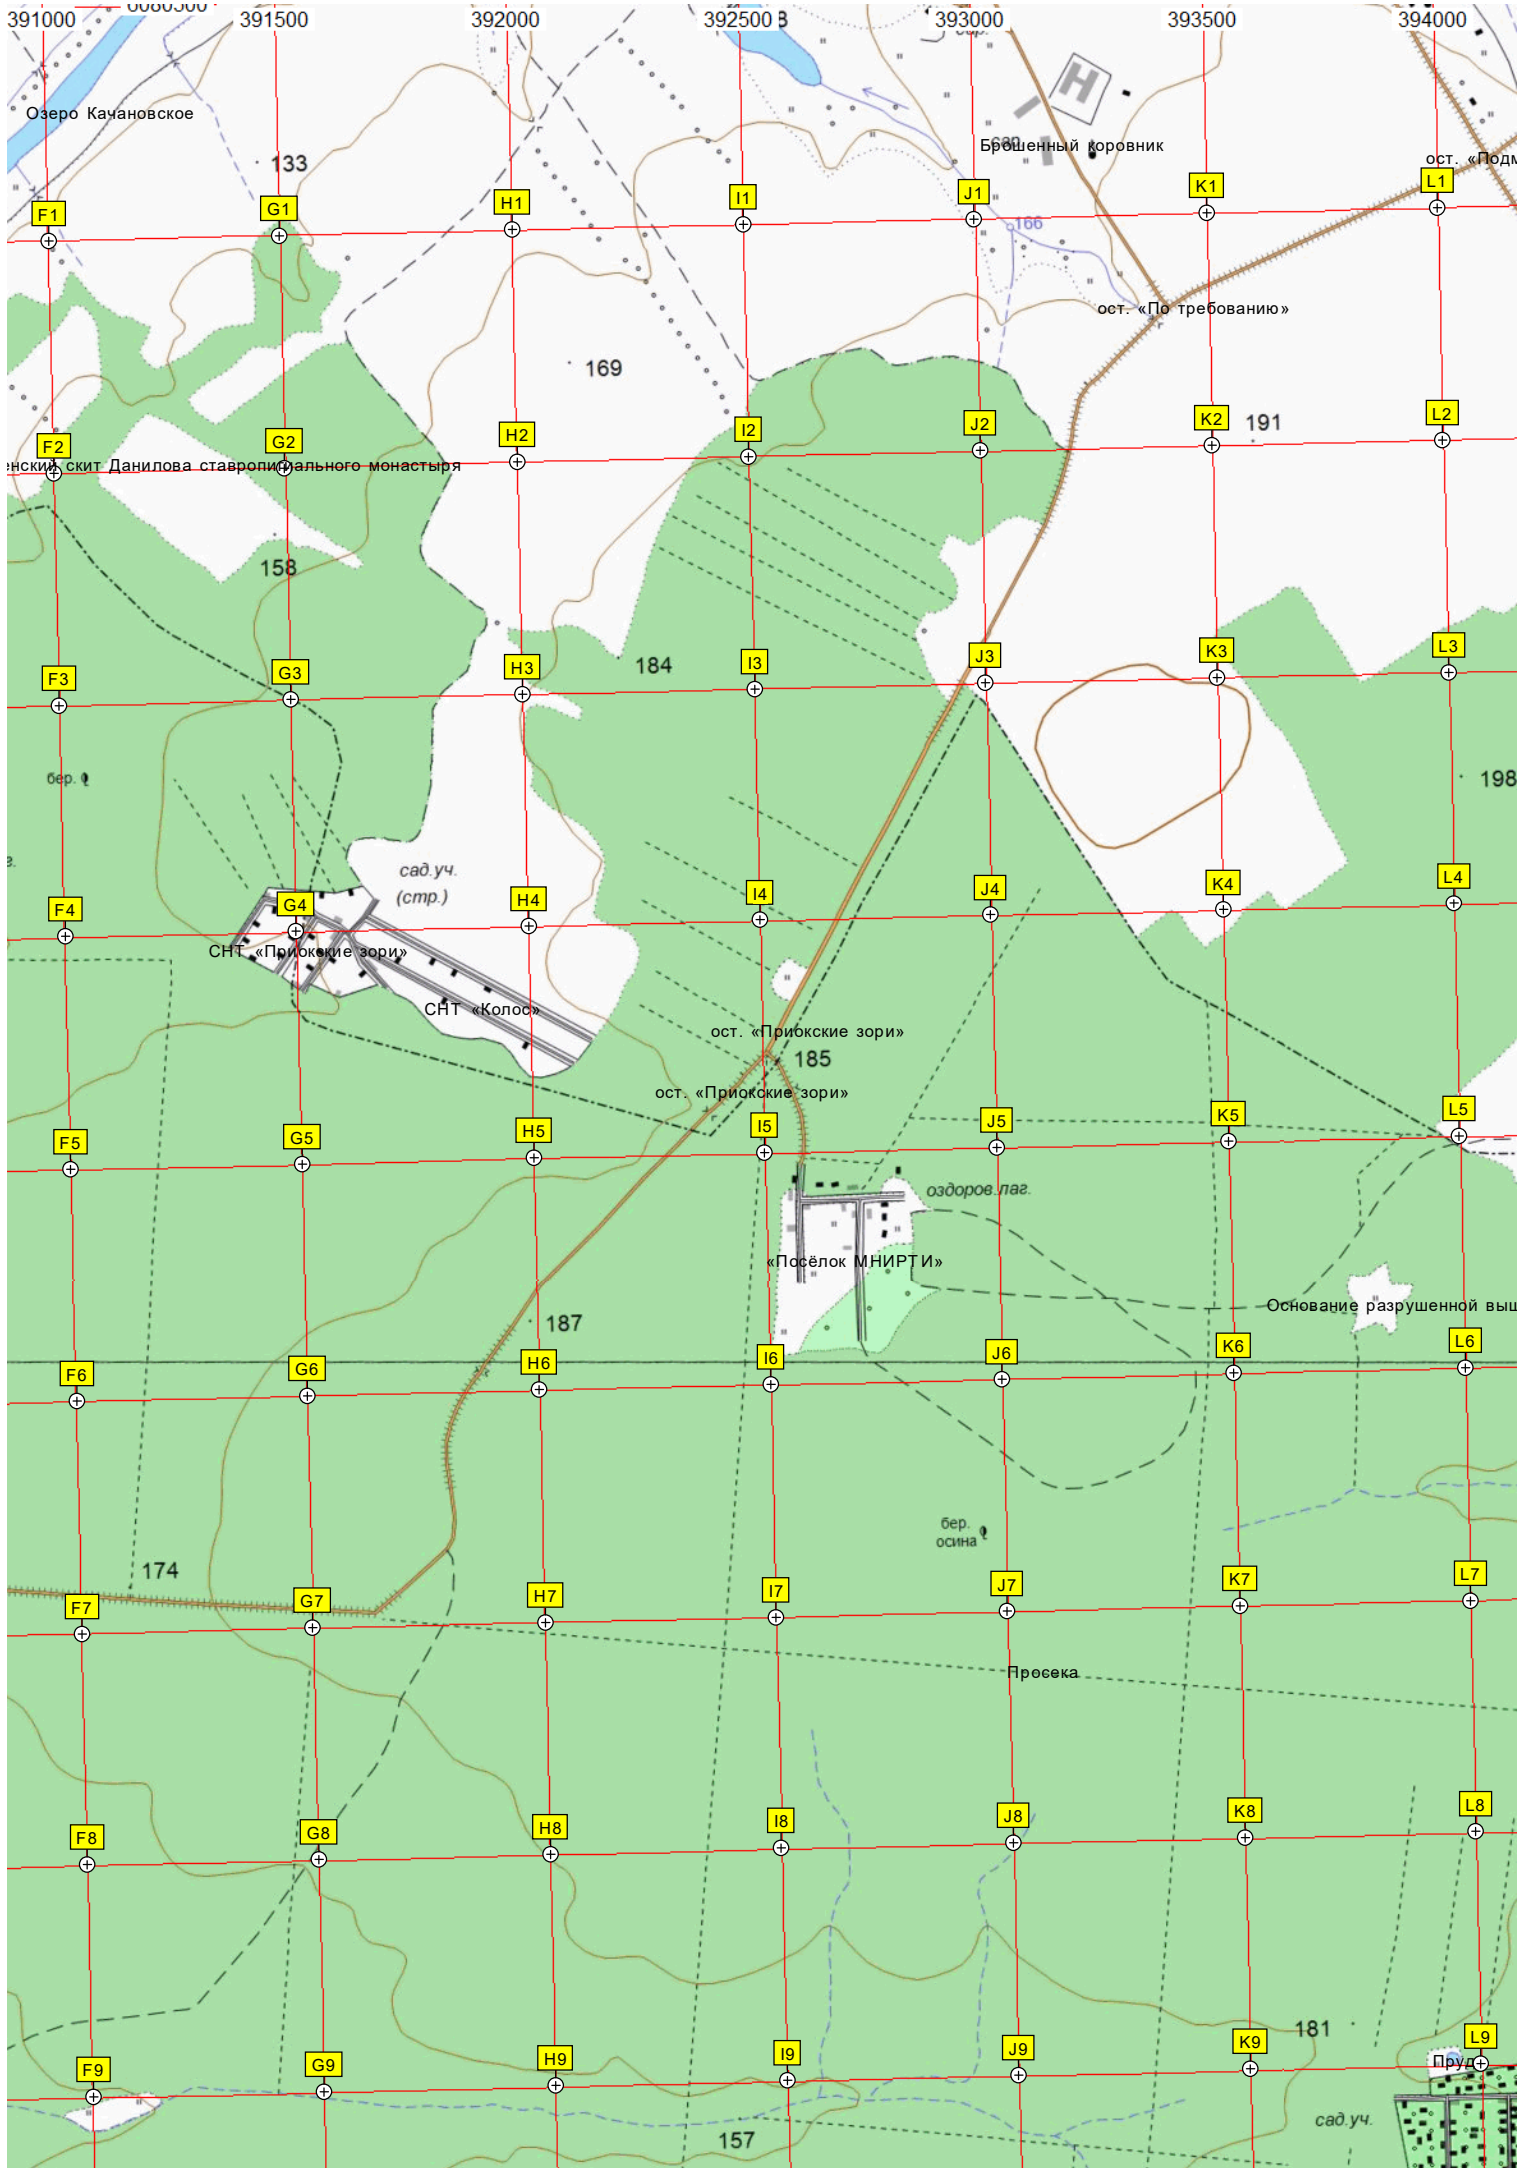 6080500
391000 391500 392000 392500 В 393000 393500 394000
Озеро Качановское
133
сар.
Брошенный коровник
ост. «Подм
F1 G1 H1 I1 J1 K1 L1
166
ост. «По требованию»
169
191
F2 G2 H2 I2 J2 K2 L2
енский скит Данилова ставропигиального монастыря
158
184
F3 G3 H3 I3 J3 K3 L3
бер.
198
сад.уч.
(стр.)
F4 G4 H4 I4 J4 K4 L4
СНТ «Приокские зори»
СНТ «Колос»
ост. «Приокские зори»
185
ост. «Приокские зори»
F5 G5 H5 I5 J5 K5 L5
оздоров.лаг.
«Посёлок МНИРТИ»
Основание разрушенной выш
187
F6 G6 H6 I6 J6 K6 L6
бер.
осина
174
F7 G7 H7 I7 J7 K7 L7
Просека
F8 G8 H8 I8 J8 K8 L8
181
F9 G9 H9 I9 J9 K9 L9
Пруд
сад.уч.
157